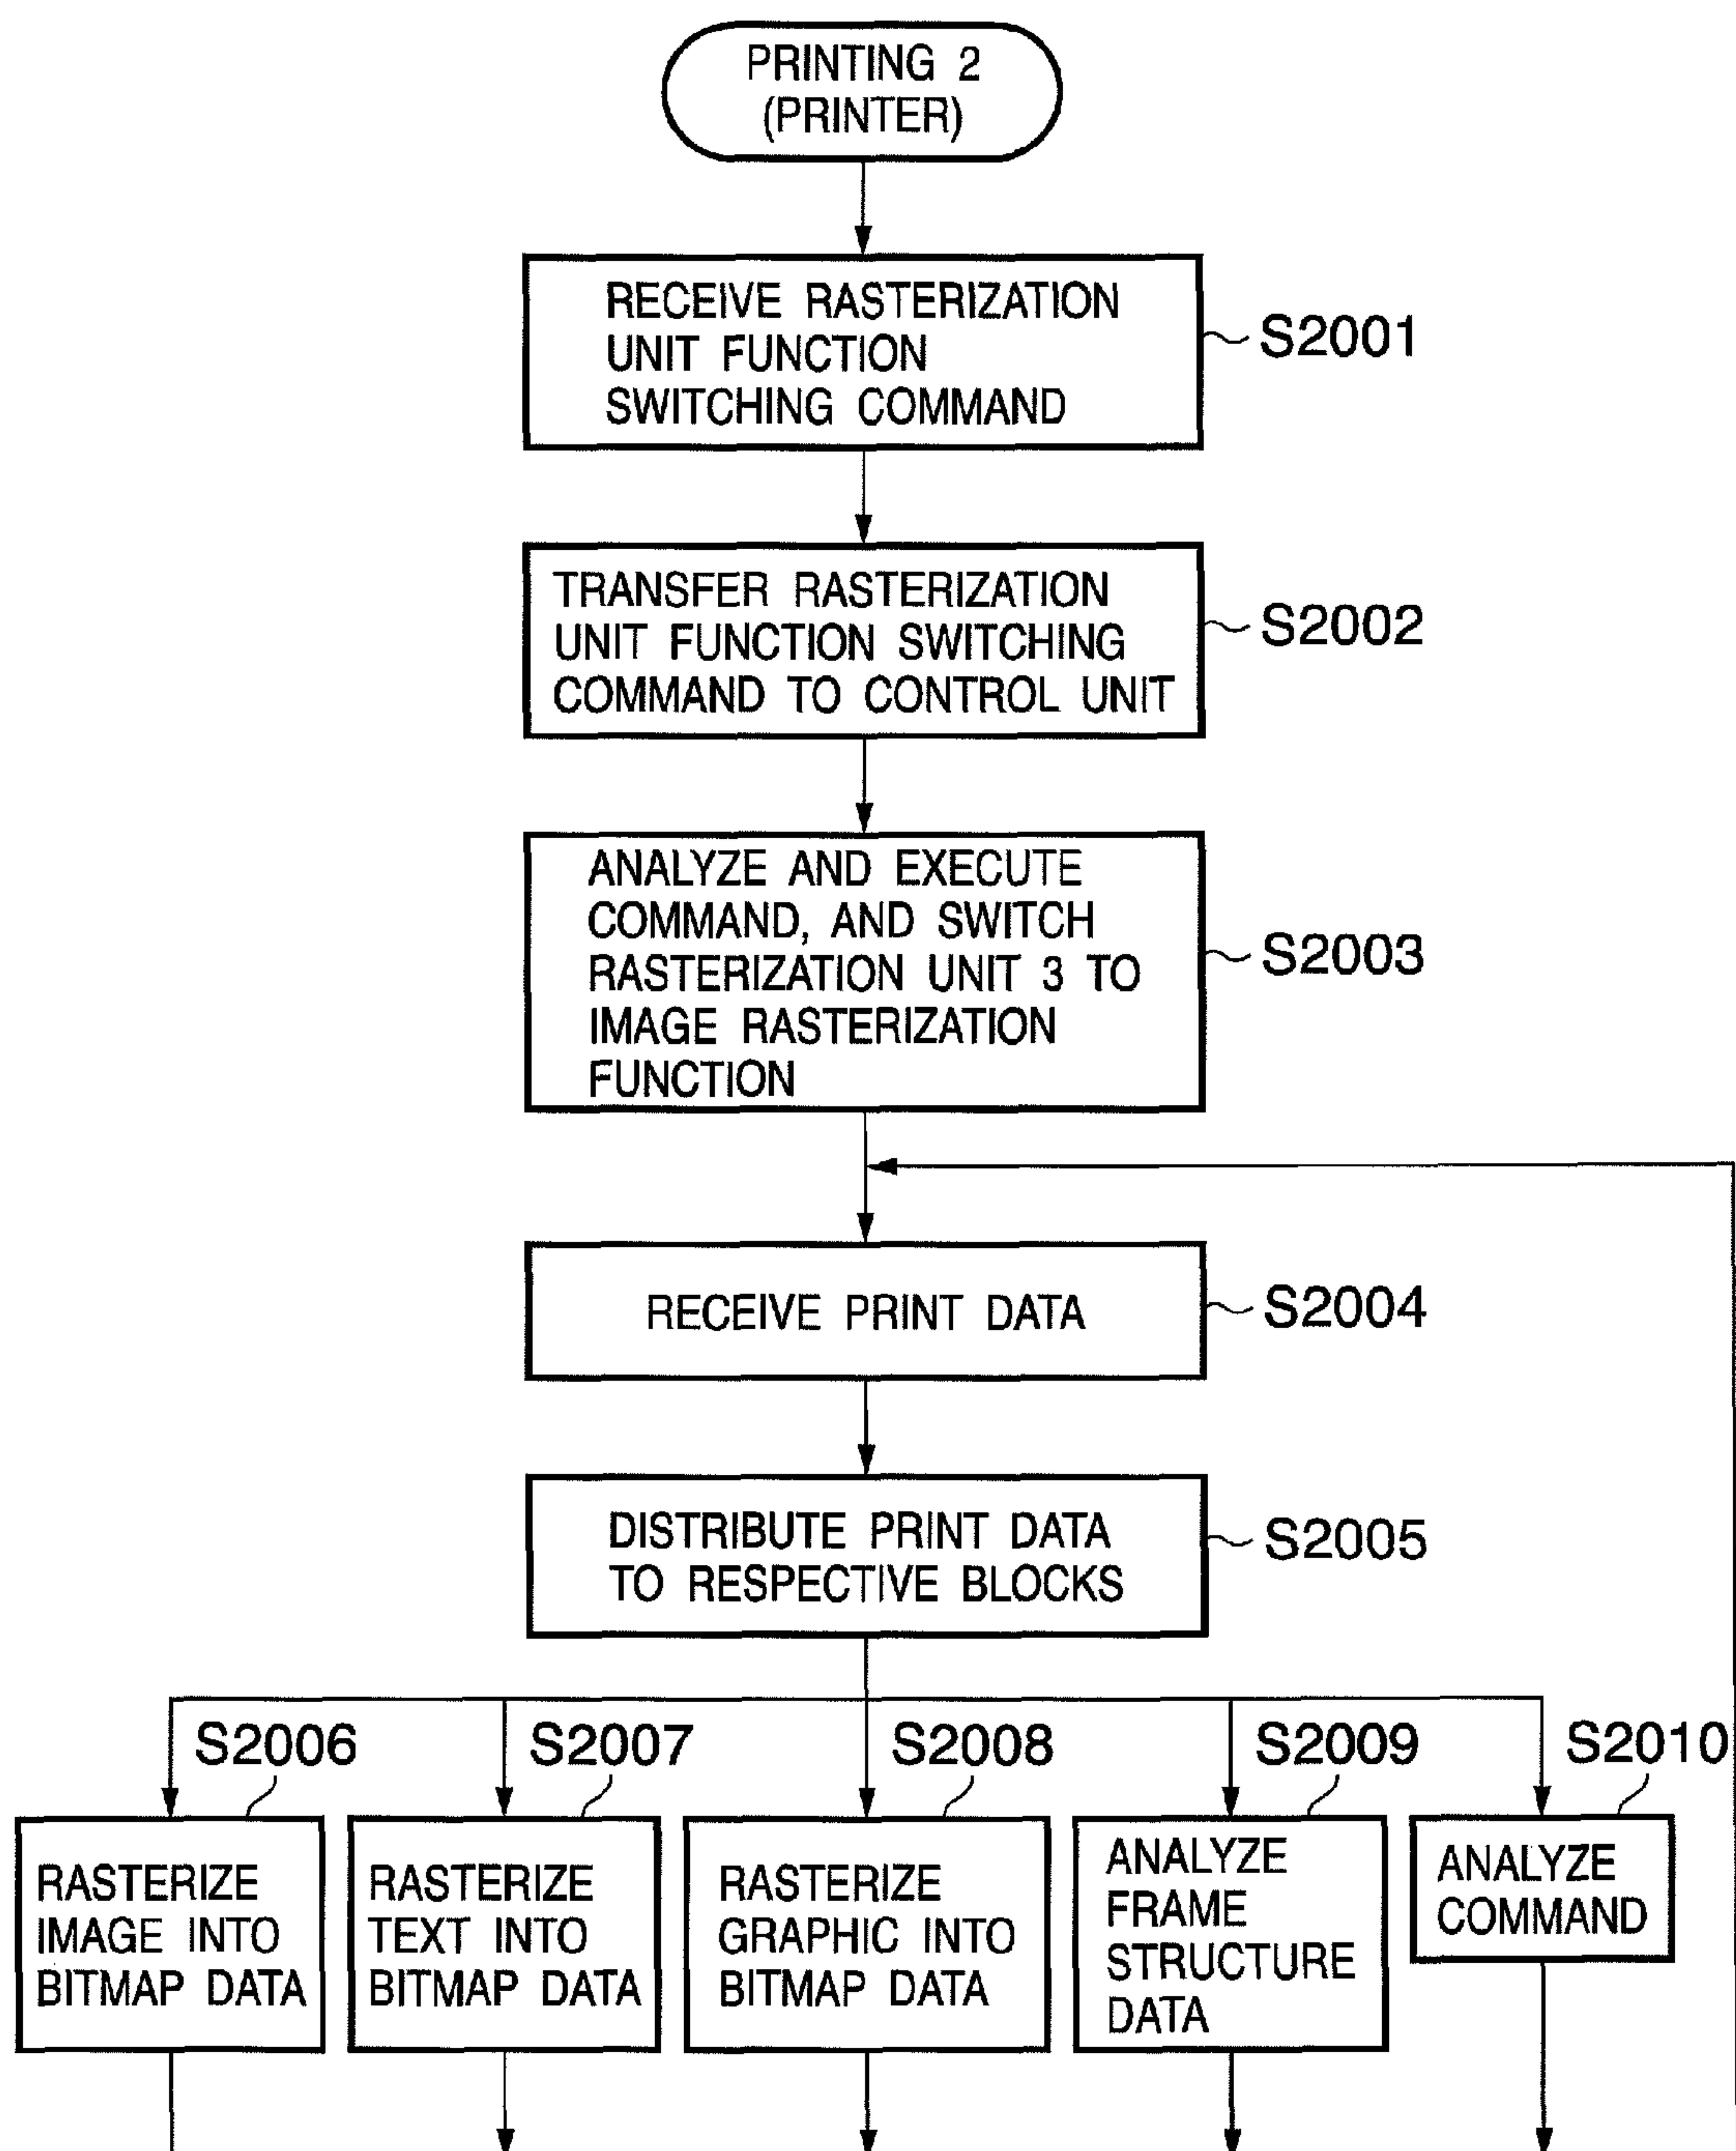 PRINTING 2
(PRINTER)
RECEIVE RASTERIZATION
UNIT FUNCTION
SWITCHING COMMAND
S2001
TRANSFER RASTERIZATION
UNIT FUNCTION SWITCHING
COMMAND TO CONTROL UNIT
S2002
ANALYZE AND EXECUTE
COMMAND, AND SWITCH
RASTERIZATION UNIT 3 TO
IMAGE RASTERIZATION
FUNCTION
S2003
RECEIVE PRINT DATA
S2004
DISTRIBUTE PRINT DATA
TO RESPECTIVE BLOCKS
S2005
S2006
RASTERIZE
IMAGE INTO
BITMAP DATA
S2007
RASTERIZE
TEXT INTO
BITMAP DATA
S2008
RASTERIZE
GRAPHIC INTO
BITMAP DATA
S2009
ANALYZE
FRAME
STRUCTURE
DATA
S2010
ANALYZE
COMMAND